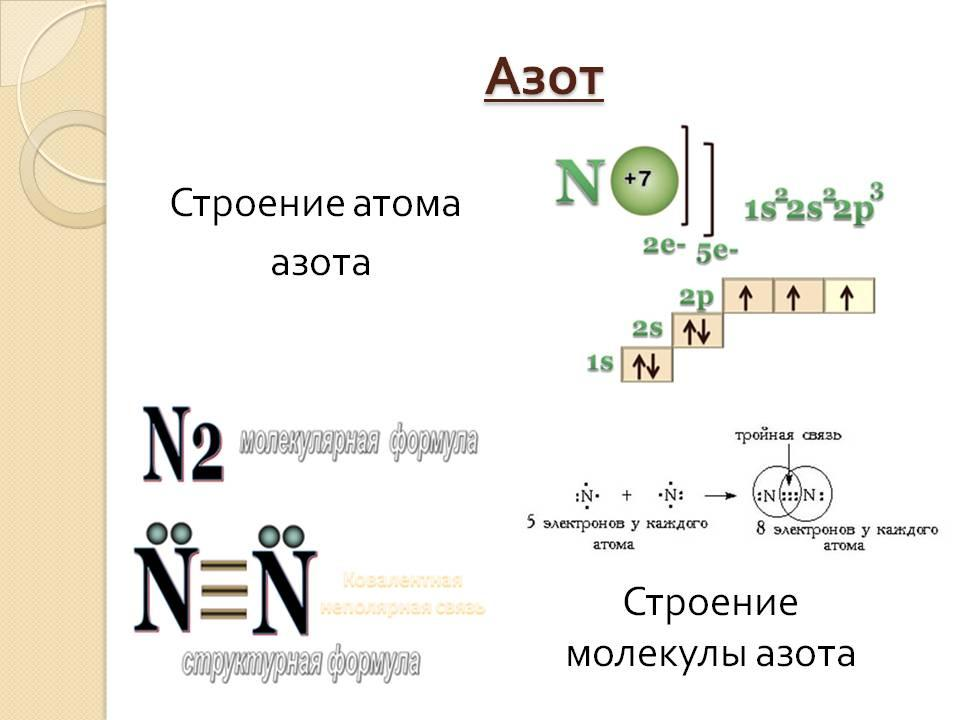 Азот
Строение атома
азота
N +7
2e- 5e-
1s²2s²2p³
2p ↑ ↑ ↑
2s ↑↓
1s ↑↓
N2 молекулярная формула
N≡N
Ковалентная
неполярная связь
структурная формула
тройная связь
:Ṅ· + ·Ṅ: → :N:::N:
5 электронов у каждого
атома
8 электронов у каждого
атома
Строение
молекулы азота